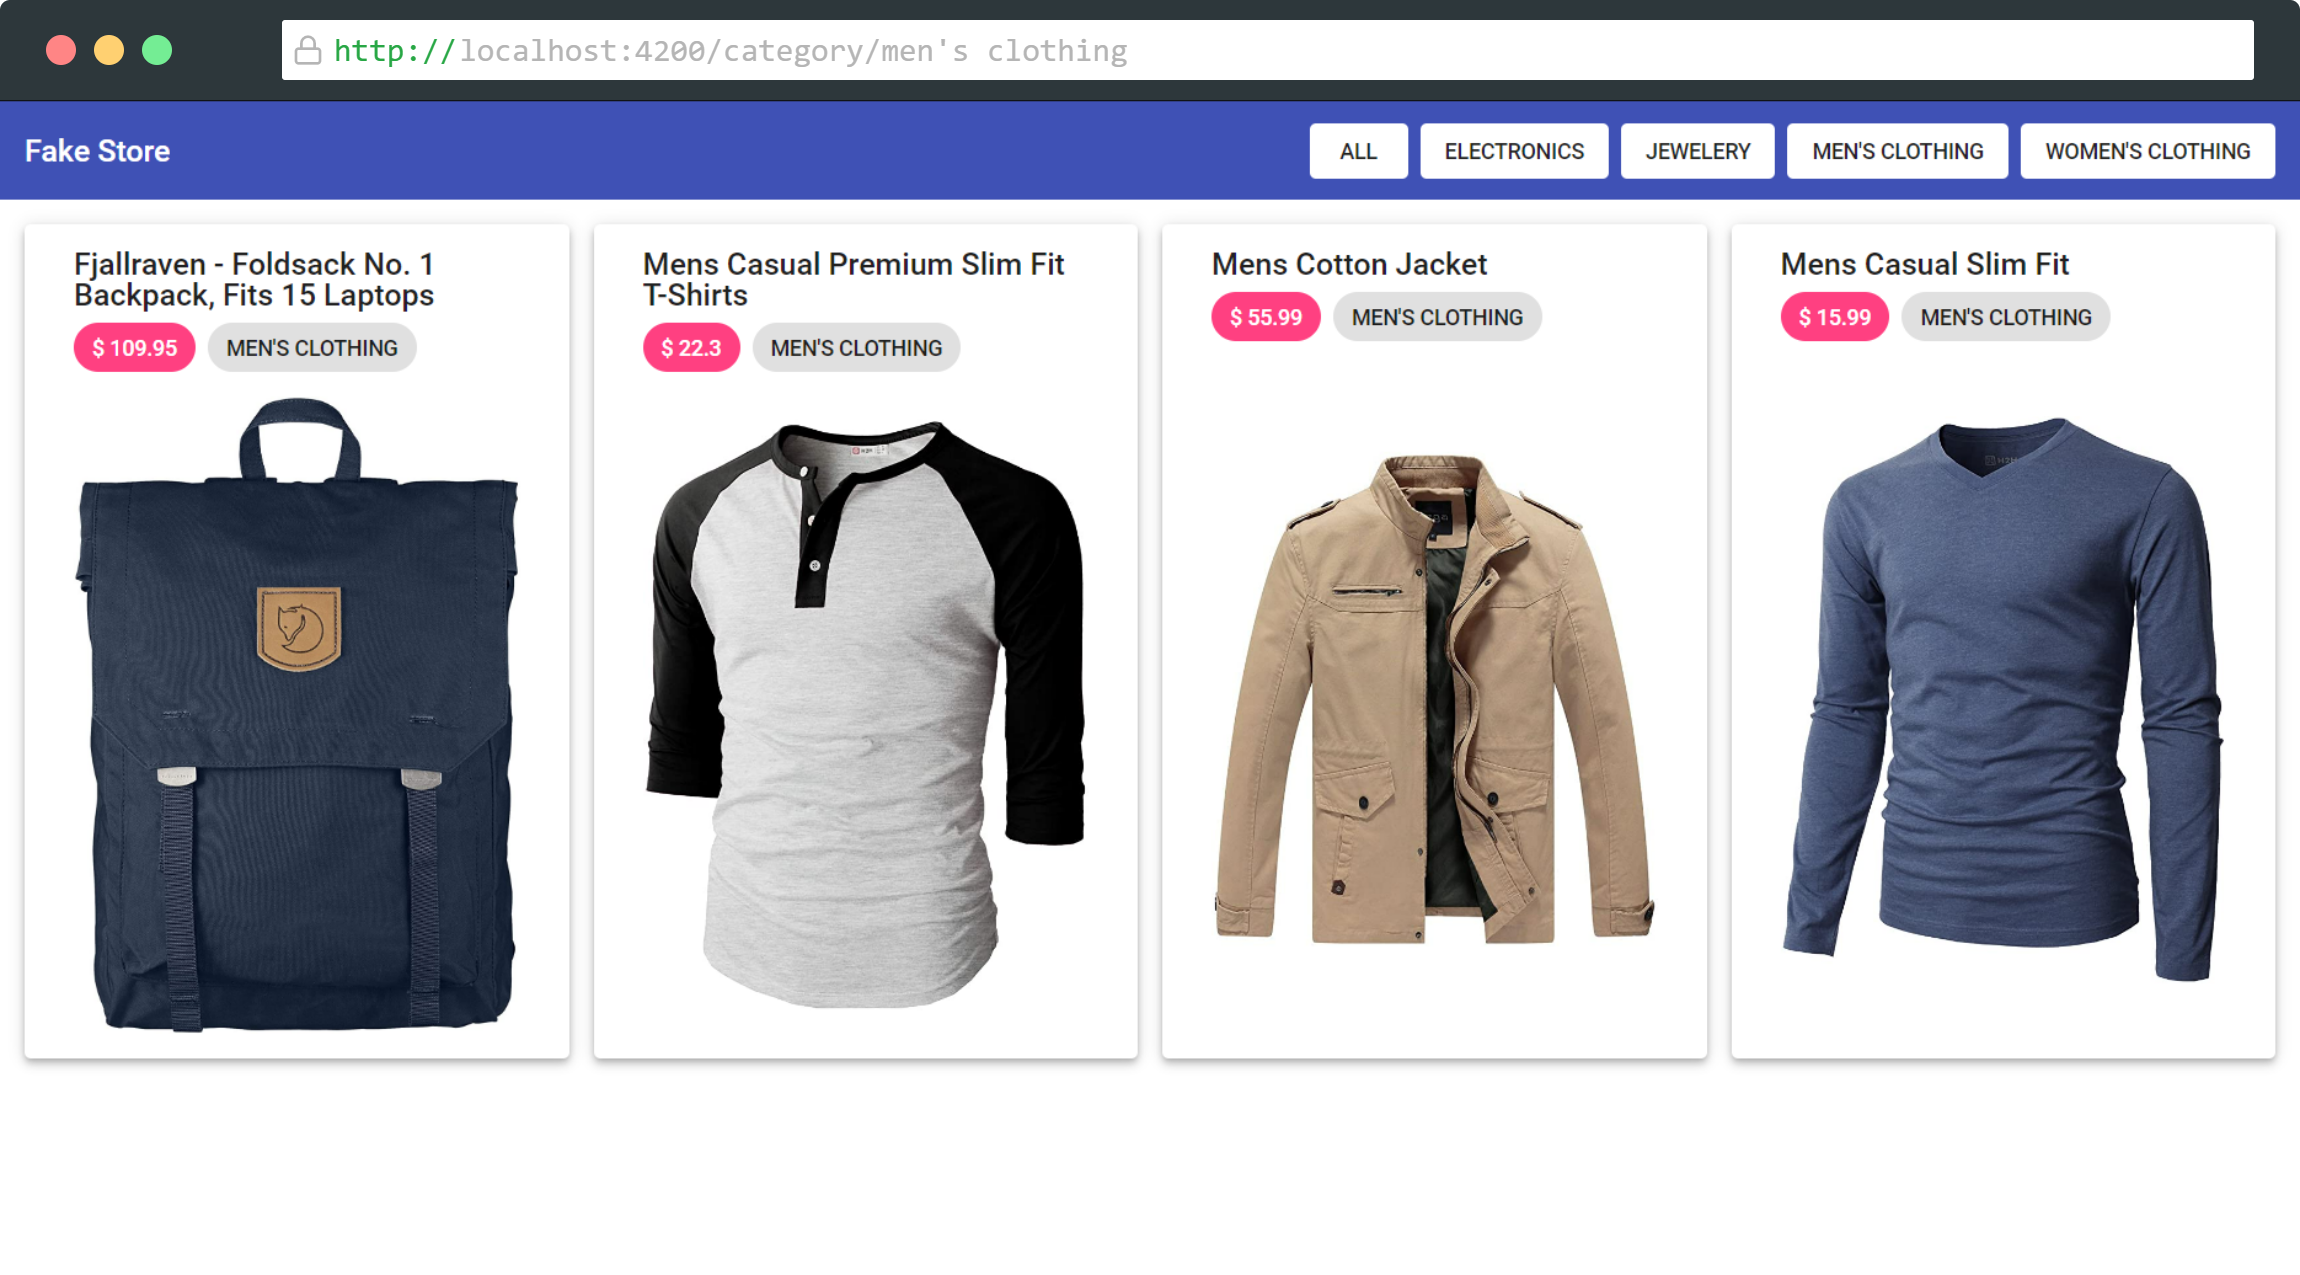 http://localhost:4200/category/men's clothing
Fake Store
ALL
ELECTRONICS
JEWELERY
MEN'S CLOTHING
WOMEN'S CLOTHING
Fjallraven - Foldsack No. 1
Backpack, Fits 15 Laptops
$ 109.95
MEN'S CLOTHING
Mens Casual Premium Slim Fit
T-Shirts
$ 22.3
MEN'S CLOTHING
Mens Cotton Jacket
$ 55.99
MEN'S CLOTHING
Mens Casual Slim Fit
$ 15.99
MEN'S CLOTHING